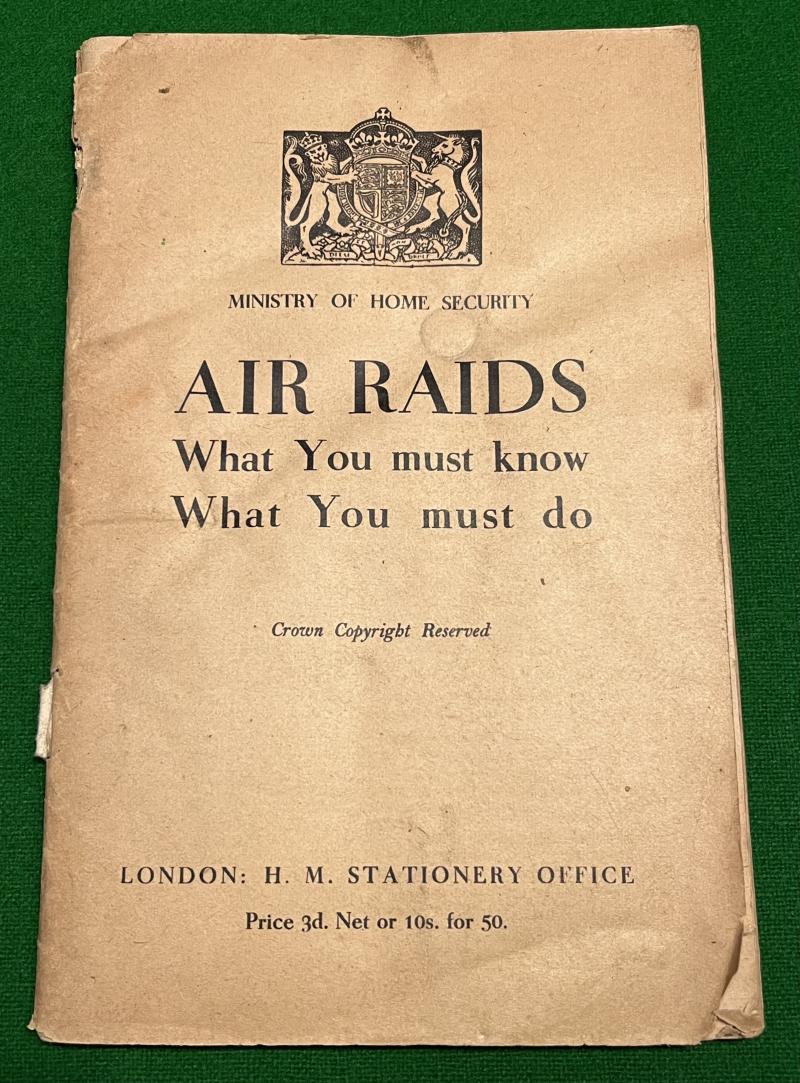 MINISTRY OF HOME SECURITY
AIR RAIDS
What You must know
What You must do
Crown Copyright Reserved
LONDON: H. M. STATIONERY OFFICE
Price 3d. Net or 10s. for 50.